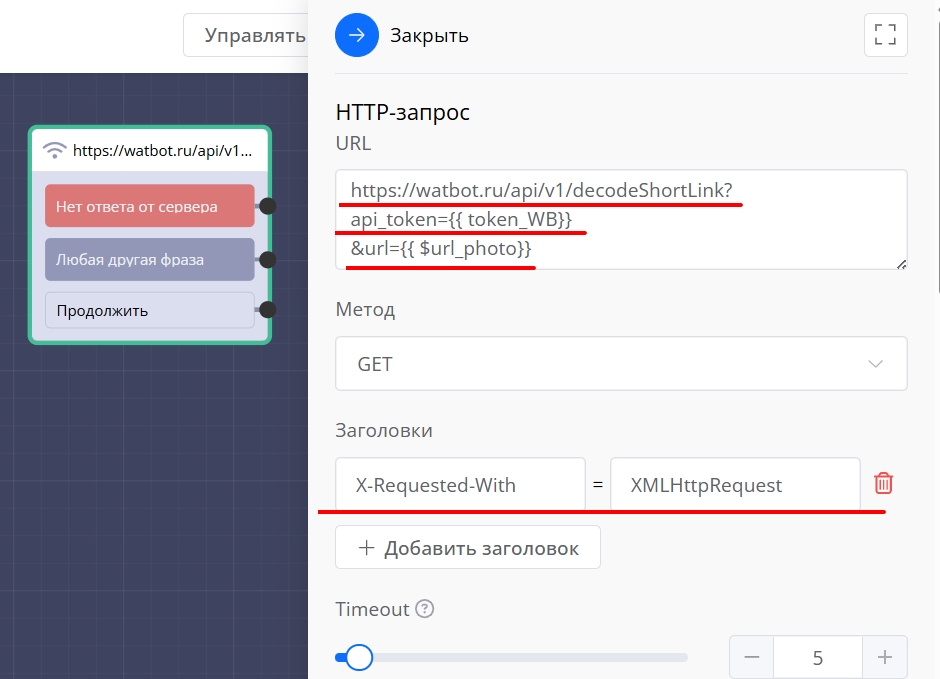 Управлять
Закрыть
https://watbot.ru/api/v1...
Нет ответа от сервера
Любая другая фраза
Продолжить
HTTP-запрос
URL
https://watbot.ru/api/v1/decodeShortLink?
api_token={{ token_WB}}
&url={{ $url_photo}}
Метод
GET
Заголовки
X-Requested-With = XMLHttpRequest
+ Добавить заголовок
Timeout ?
− 5 +